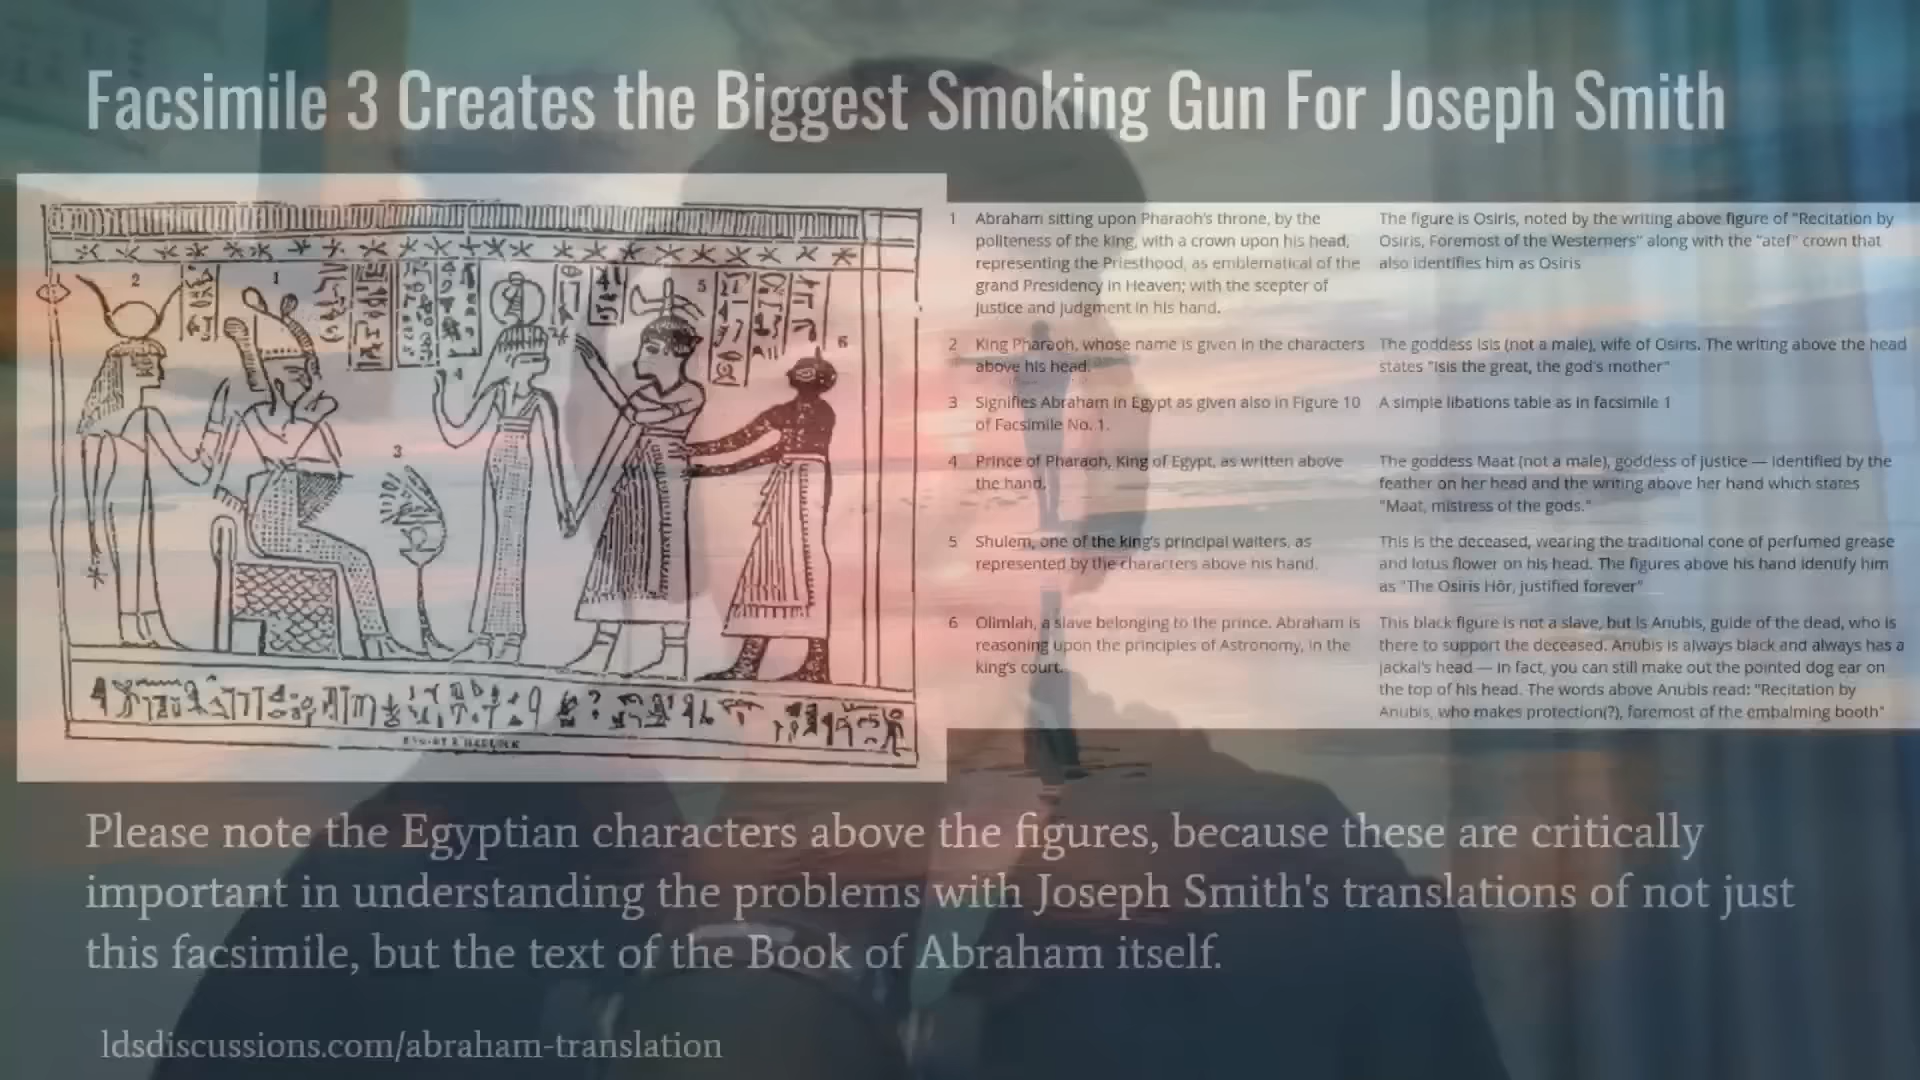 Facsimile 3 Creates the Biggest Smoking Gun For Joseph Smith
2
1
4
5
6
4
3
1 Abraham sitting upon Pharaoh's throne, by the
politeness of the king, with a crown upon his head,
representing the Priesthood, as emblematical of the
grand Presidency in Heaven; with the scepter of
justice and judgment in his hand.
The figure is Osiris, noted by the writing above figure of "Recitation by
Osiris, Foremost of the Westerners" along with the "atef" crown that
also identifies him as Osiris
2 King Pharaoh, whose name is given in the characters
above his head.
The goddess Isis (not a male), wife of Osiris. The writing above the head
states "Isis the great, the god's mother"
3 Signifies Abraham in Egypt as given also in Figure 10
of Facsimile No. 1.
A simple libations table as in facsimile 1
4 Prince of Pharaoh, King of Egypt, as written above
the hand.
The goddess Maat (not a male), goddess of justice — identified by the
feather on her head and the writing above her hand which states
"Maat, mistress of the gods."
5 Shulem, one of the king's principal waiters, as
represented by the characters above his hand.
This is the deceased, wearing the traditional cone of perfumed grease
and lotus flower on his head. The figures above his hand identify him
as "The Osiris Hôr, justified forever"
6 Olimlah, a slave belonging to the prince. Abraham is
reasoning upon the principles of Astronomy, in the
king's court.
This black figure is not a slave, but is Anubis, guide of the dead, who is
there to support the deceased. Anubis is always black and always has a
jackal's head — in fact, you can still make out the pointed dog ear on
the top of his head. The words above Anubis read: "Recitation by
Anubis, who makes protection(?), foremost of the embalming booth"
Please note the Egyptian characters above the figures, because these are critically
important in understanding the problems with Joseph Smith's translations of not just
this facsimile, but the text of the Book of Abraham itself.
ldsdiscussions.com/abraham-translation